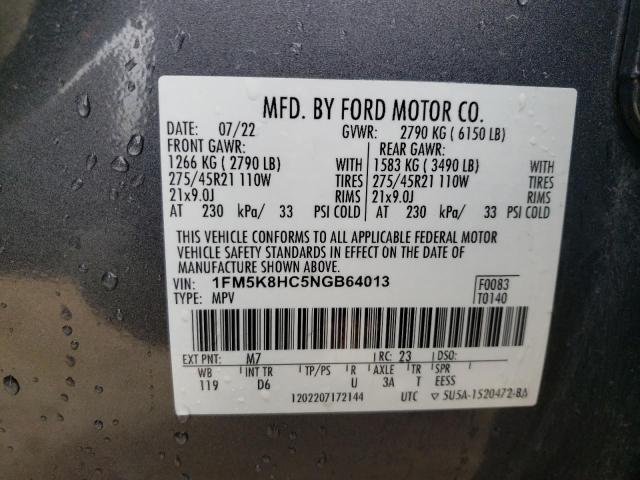 MFD. BY FORD MOTOR CO.
DATE: 07/22 GVWR: 2790 KG ( 6150 LB)
FRONT GAWR: REAR GAWR:
1266 KG ( 2790 LB) WITH 1583 KG ( 3490 LB) WITH
275/45R21 110W TIRES 275/45R21 110W TIRES
21x9.0J RIMS 21x9.0J RIMS
AT 230 kPa/ 33 PSI COLD AT 230 kPa/ 33 PSI COLD
THIS VEHICLE CONFORMS TO ALL APPLICABLE FEDERAL MOTOR
VEHICLE SAFETY STANDARDS IN EFFECT ON THE DATE OF
MANUFACTURE SHOWN ABOVE.
VIN: 1FM5K8HC5NGB64013 F0083
TYPE: MPV T0140
EXT PNT: M7 RC: 23 DSO:
WB INT TR TP/PS R AXLE TR SPR
119 D6 U 3A T EESS
1202207172144 UTC ▽ 5U5A-1520472-BA